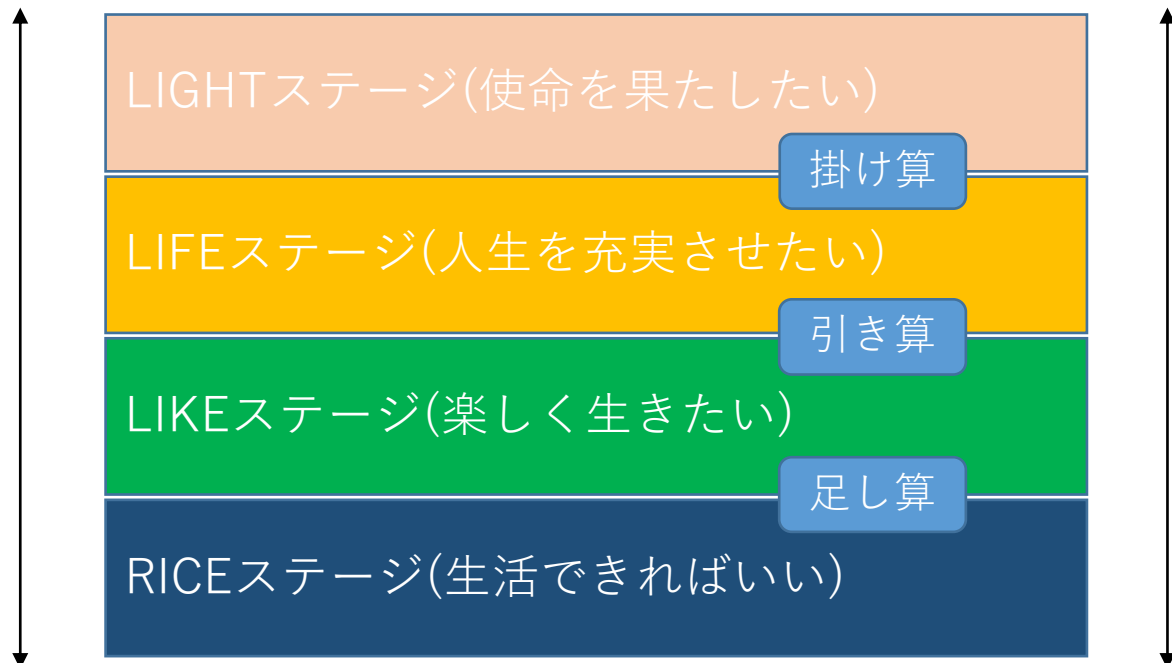 LIGHTステージ(使命を果たしたい)
掛け算
LIFEステージ(人生を充実させたい)
引き算
LIKEステージ(楽しく生きたい)
足し算
RICEステージ(生活できればいい)